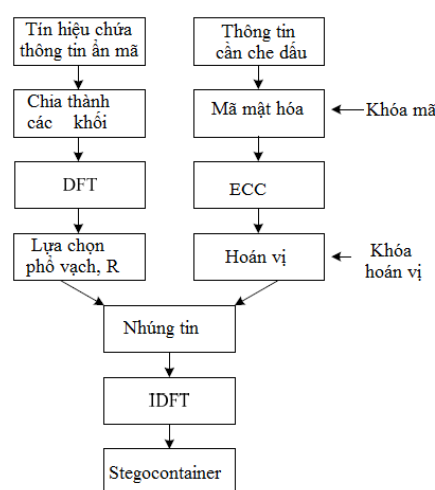 Tín hiệu chứa
thông tin ẩn mã
Thông tin
cần che dấu
Chia thành
các khối
Mã mật hóa
Khóa mã
DFT
ECC
Lựa chọn
phổ vạch, R
Hoán vị
Khóa
hoán vị
Nhúng tin
IDFT
Stegocontainer